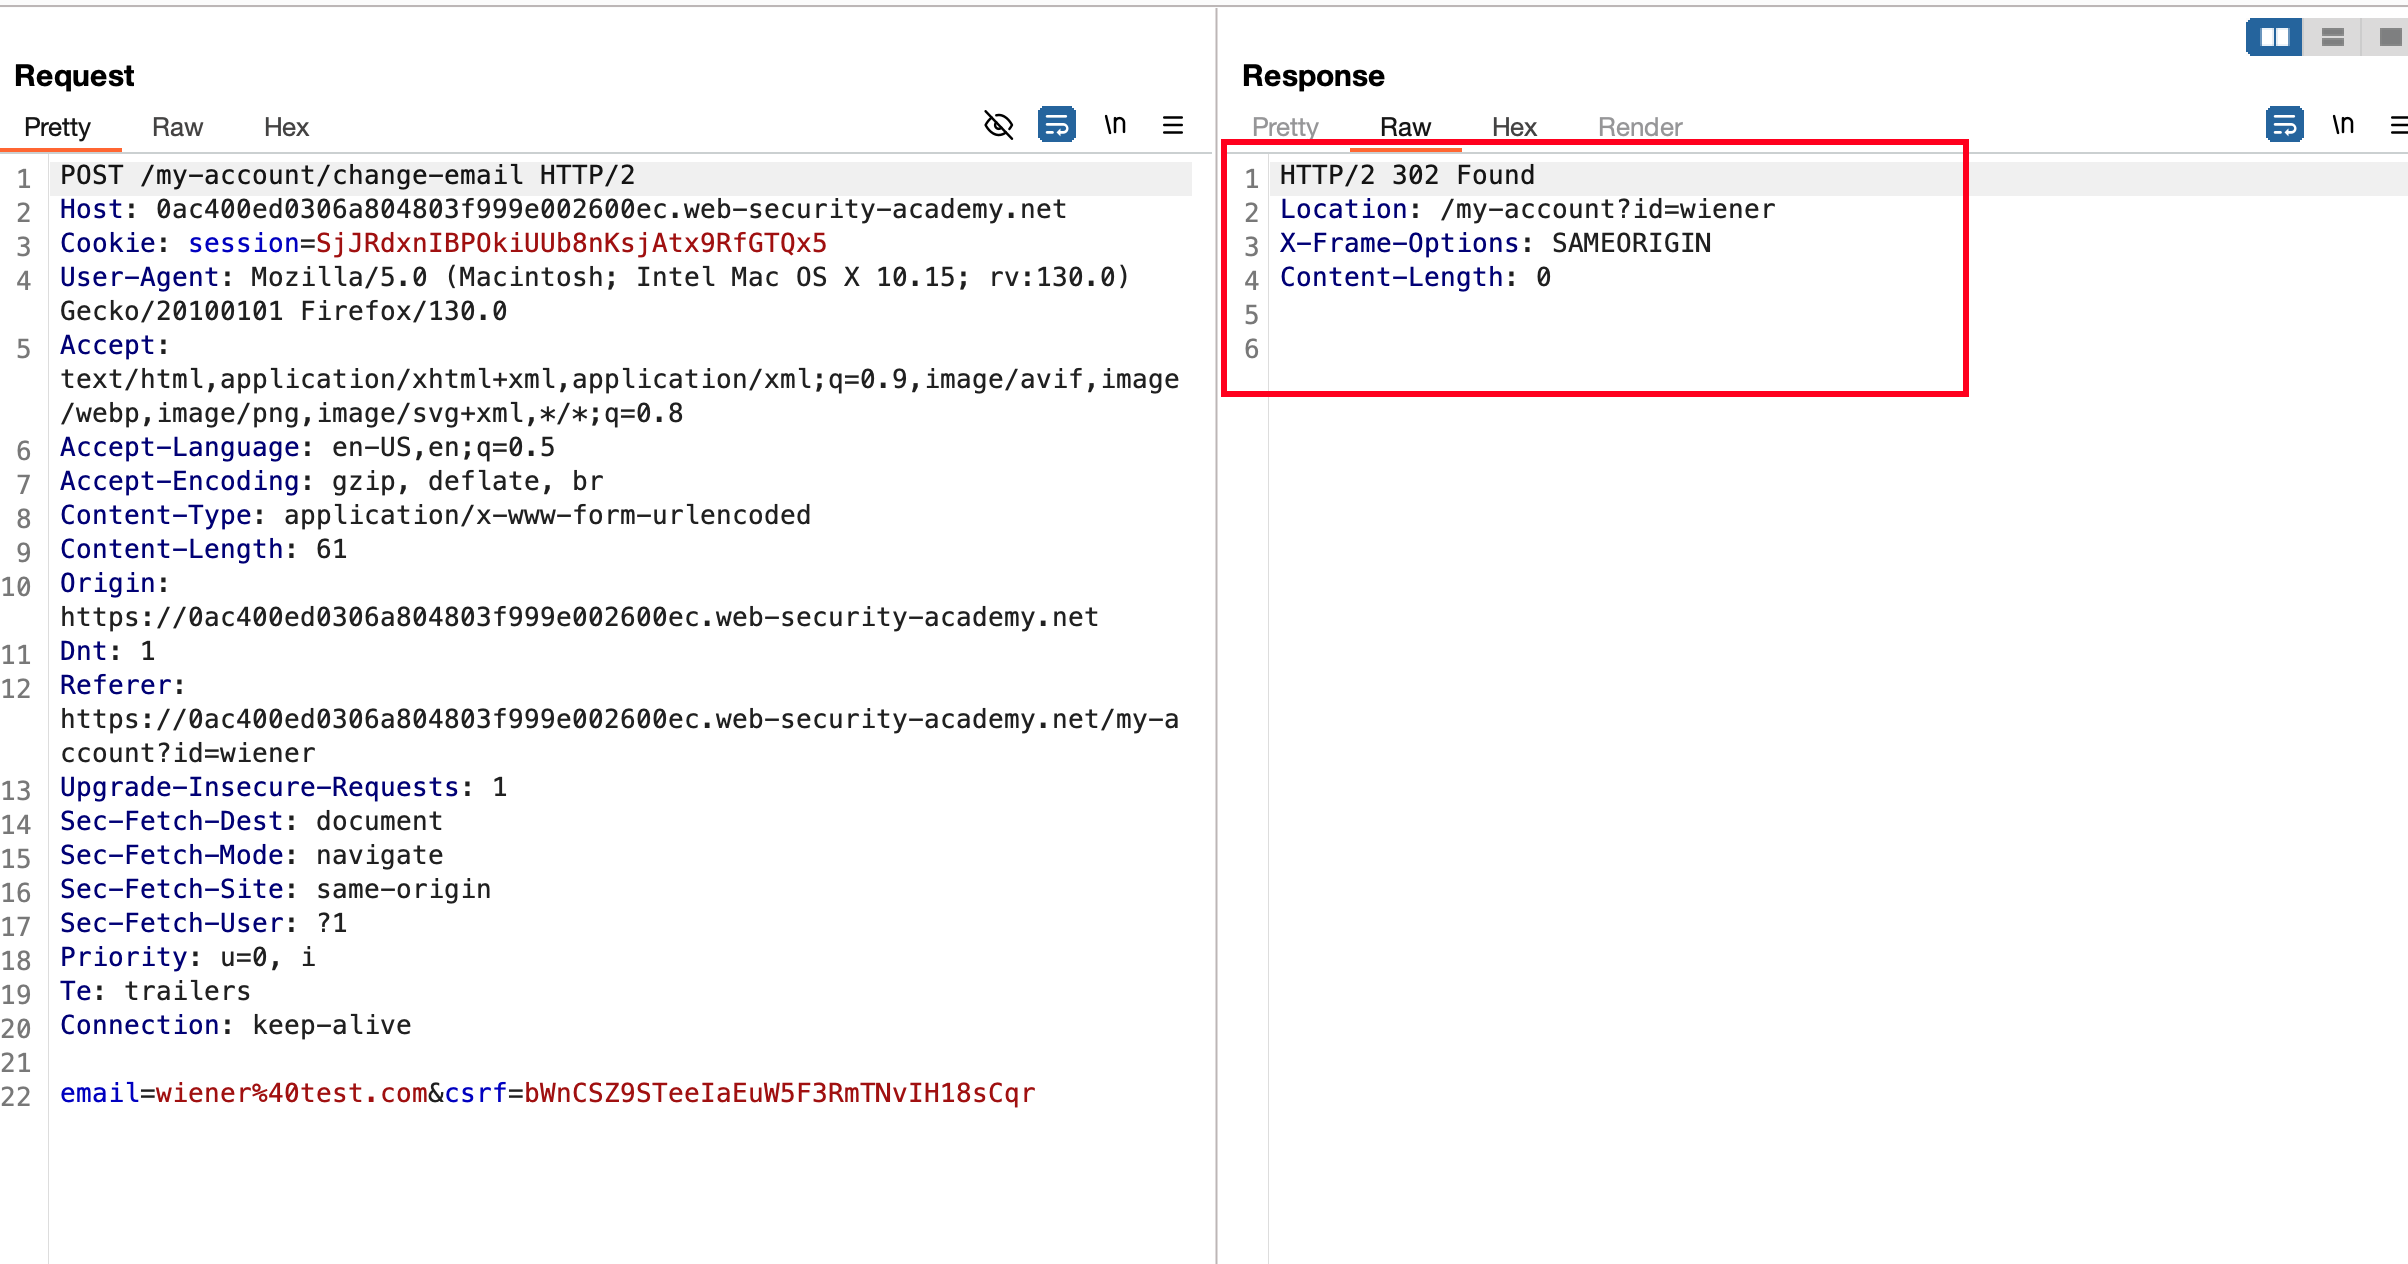 Request
Pretty Raw Hex \n
1 POST /my-account/change-email HTTP/2
2 Host: 0ac400ed0306a804803f999e002600ec.web-security-academy.net
3 Cookie: session=SjJRdxnIBPOkiUUb8nKsjAtx9RfGTQx5
4 User-Agent: Mozilla/5.0 (Macintosh; Intel Mac OS X 10.15; rv:130.0)
Gecko/20100101 Firefox/130.0
5 Accept:
text/html,application/xhtml+xml,application/xml;q=0.9,image/avif,image
/webp,image/png,image/svg+xml,*/*;q=0.8
6 Accept-Language: en-US,en;q=0.5
7 Accept-Encoding: gzip, deflate, br
8 Content-Type: application/x-www-form-urlencoded
9 Content-Length: 61
10 Origin:
https://0ac400ed0306a804803f999e002600ec.web-security-academy.net
11 Dnt: 1
12 Referer:
https://0ac400ed0306a804803f999e002600ec.web-security-academy.net/my-a
ccount?id=wiener
13 Upgrade-Insecure-Requests: 1
14 Sec-Fetch-Dest: document
15 Sec-Fetch-Mode: navigate
16 Sec-Fetch-Site: same-origin
17 Sec-Fetch-User: ?1
18 Priority: u=0, i
19 Te: trailers
20 Connection: keep-alive
21
22 email=wiener%40test.com&csrf=bWnCSZ9STeeIaEuW5F3RmTNvIH18sCqr
Response
Pretty Raw Hex Render \n
1 HTTP/2 302 Found
2 Location: /my-account?id=wiener
3 X-Frame-Options: SAMEORIGIN
4 Content-Length: 0
5
6